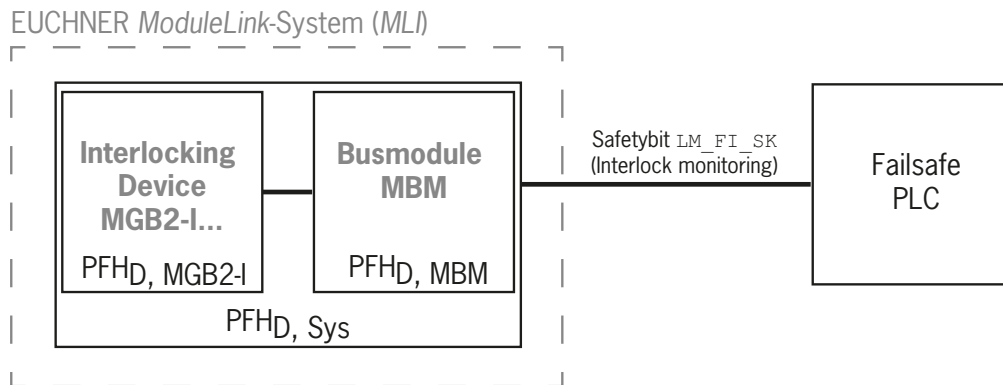 EUCHNER ModuleLink-System (MLI)
Interlocking
Device
MGB2-I...
PFHD, MGB2-I
Busmodule
MBM
PFHD, MBM
PFHD, Sys
Safetybit LM_FI_SK
(Interlock monitoring)
Failsafe
PLC